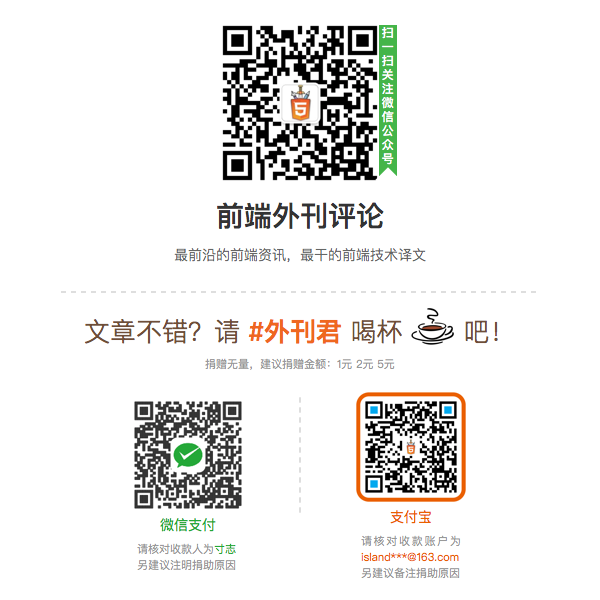 扫一扫关注微信公众号
5
前端外刊评论
最前沿的前端资讯，最干的前端技术译文
文章不错？请 #外刊君 喝杯 吧！
捐赠无量，建议捐赠金额：1元 2元 5元
微信支付
请核对收款人为寸志
另建议注明捐助原因
支付宝
请核对收款账户为
island***@163.com
另建议备注捐助原因